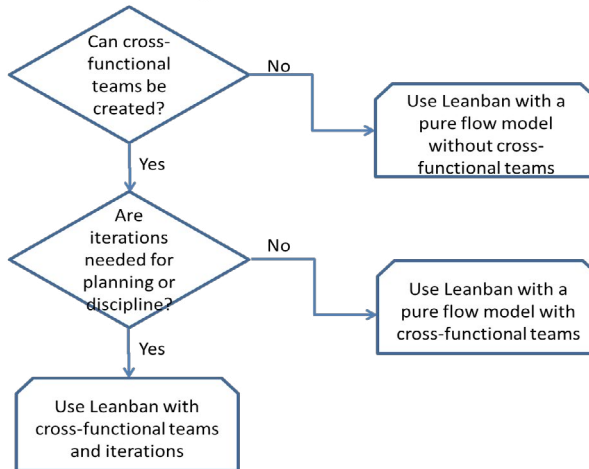 Can cross-
functional
teams be
created?
No
Use Leanban with a
pure flow model
without cross-
functional teams
Yes
Are
iterations
needed for
planning or
discipline?
No
Use Leanban with a
pure flow model with
cross-functional teams
Yes
Use Leanban with
cross-functional teams
and iterations